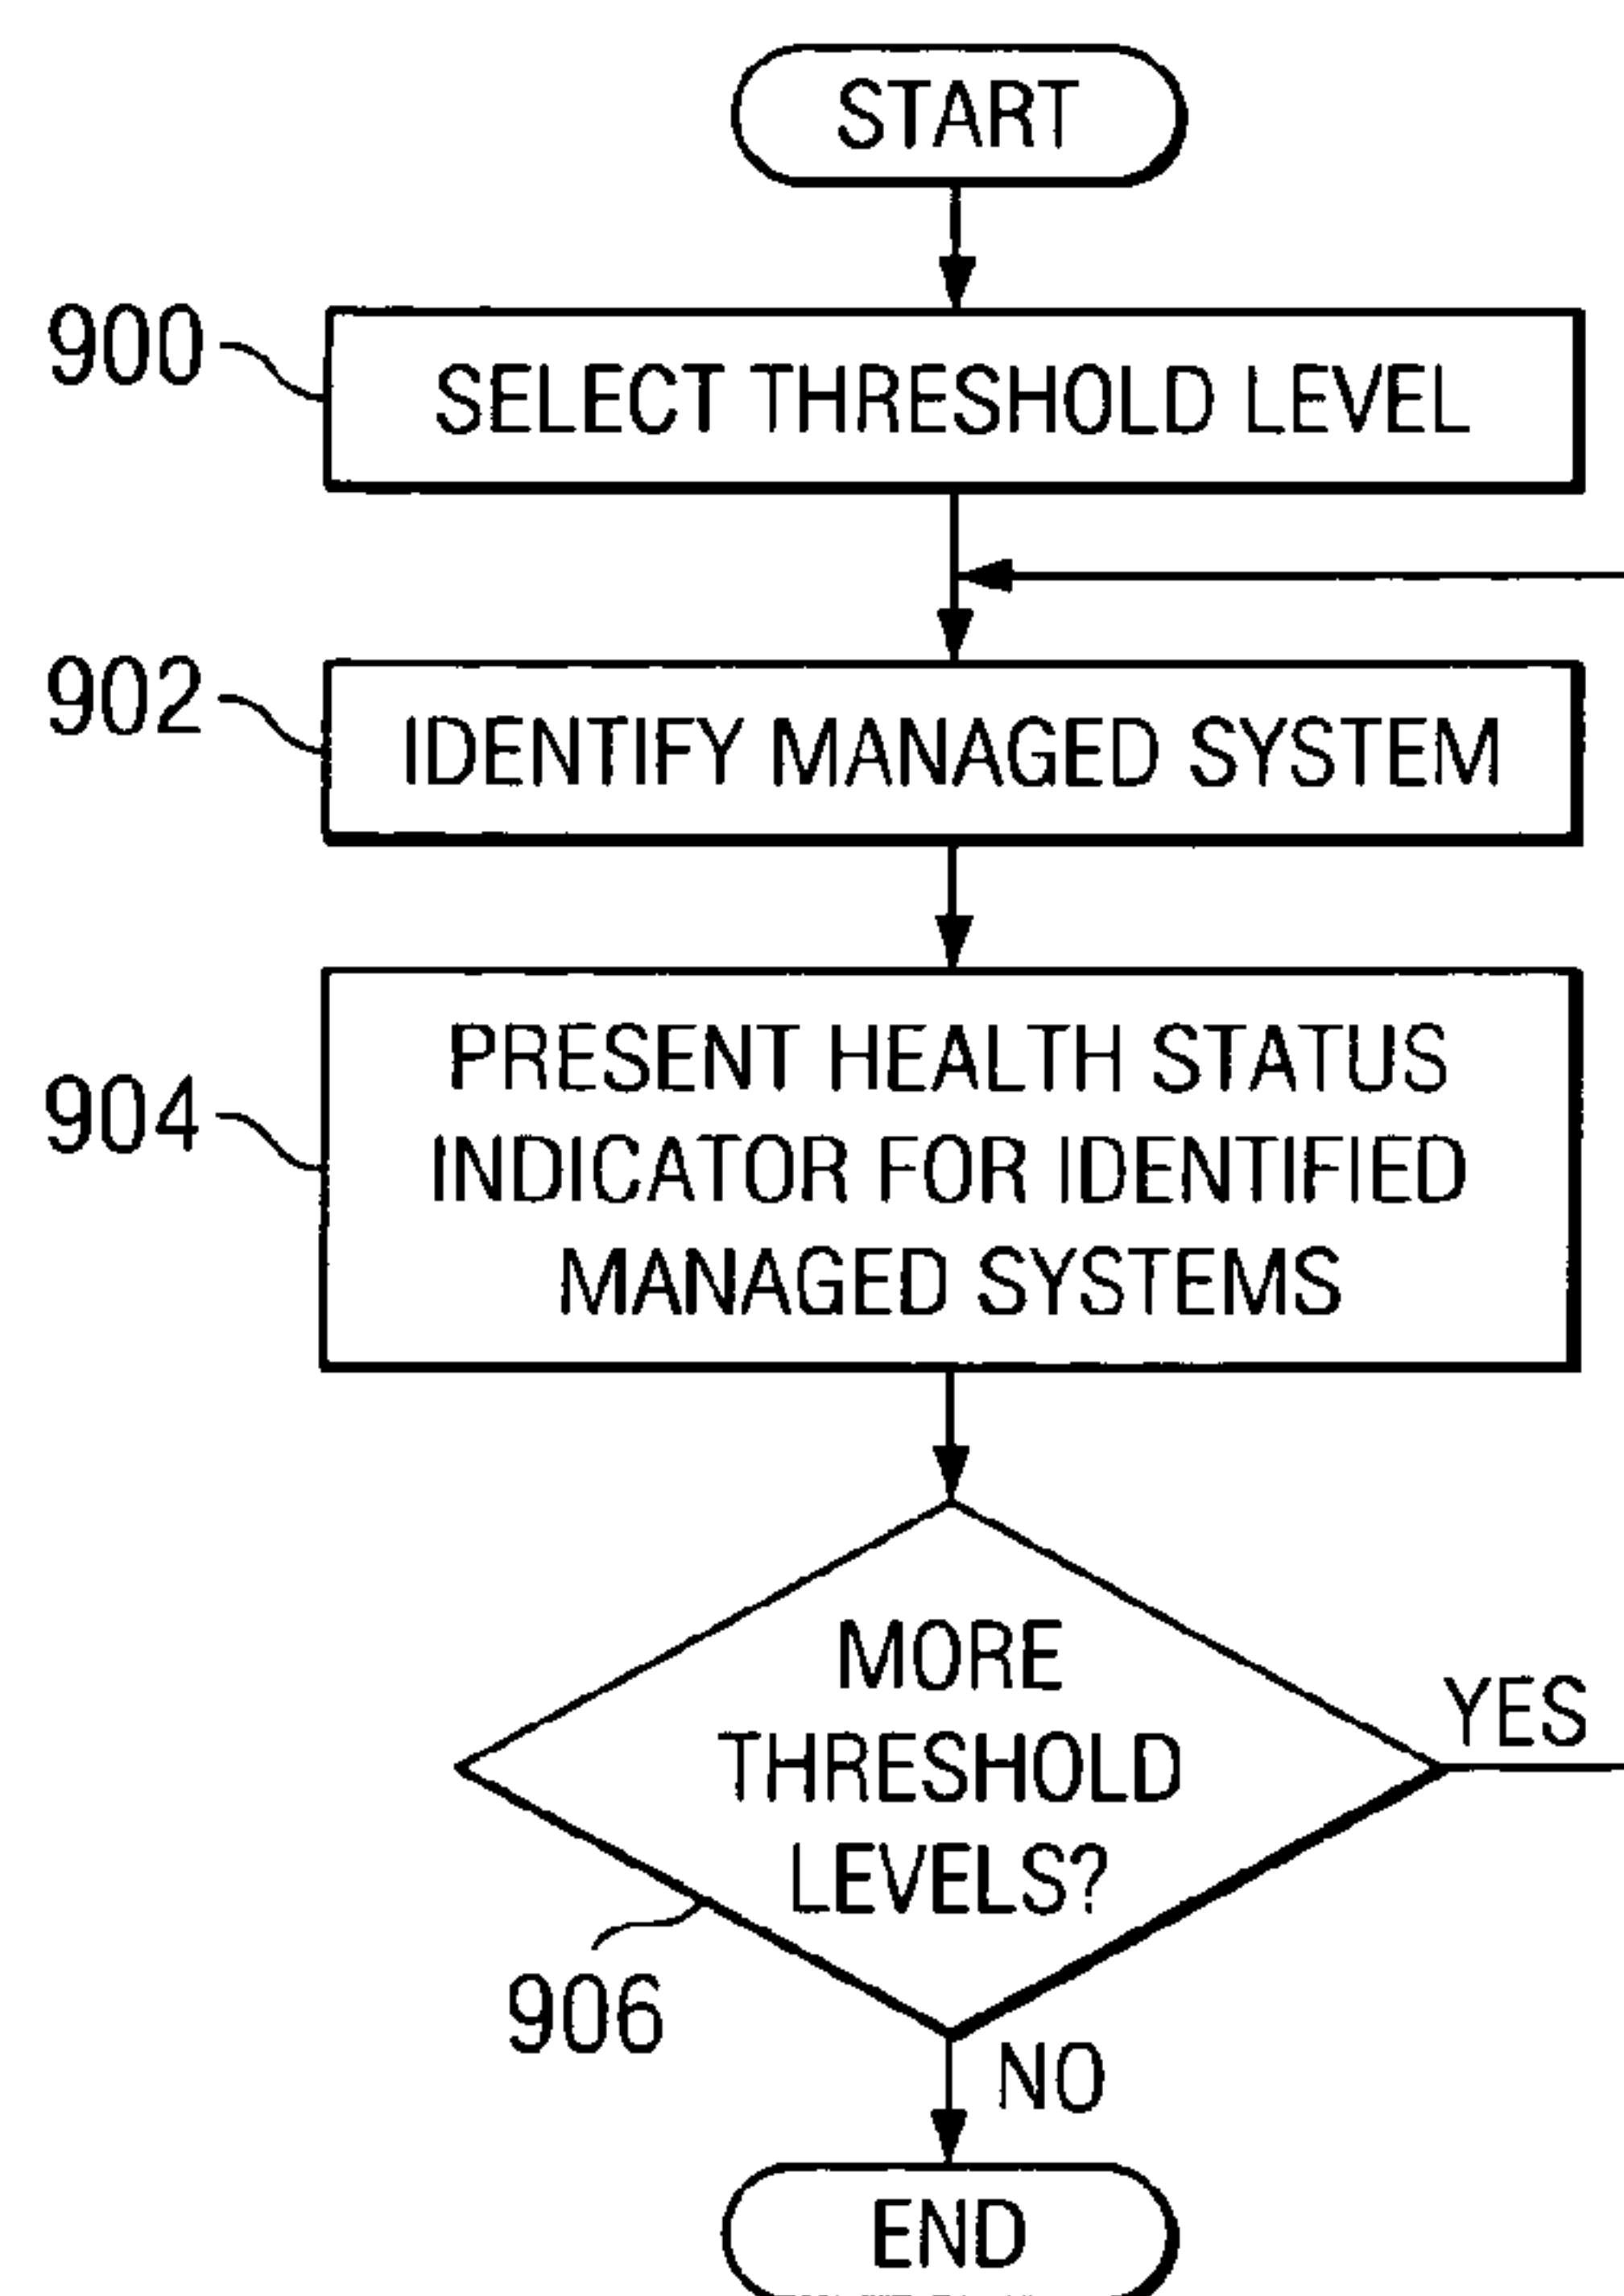 START
900
SELECT THRESHOLD LEVEL
902
IDENTIFY MANAGED SYSTEM
904
PRESENT HEALTH STATUS
INDICATOR FOR IDENTIFIED
MANAGED SYSTEMS
MORE
THRESHOLD
LEVELS?
YES
906
NO
END